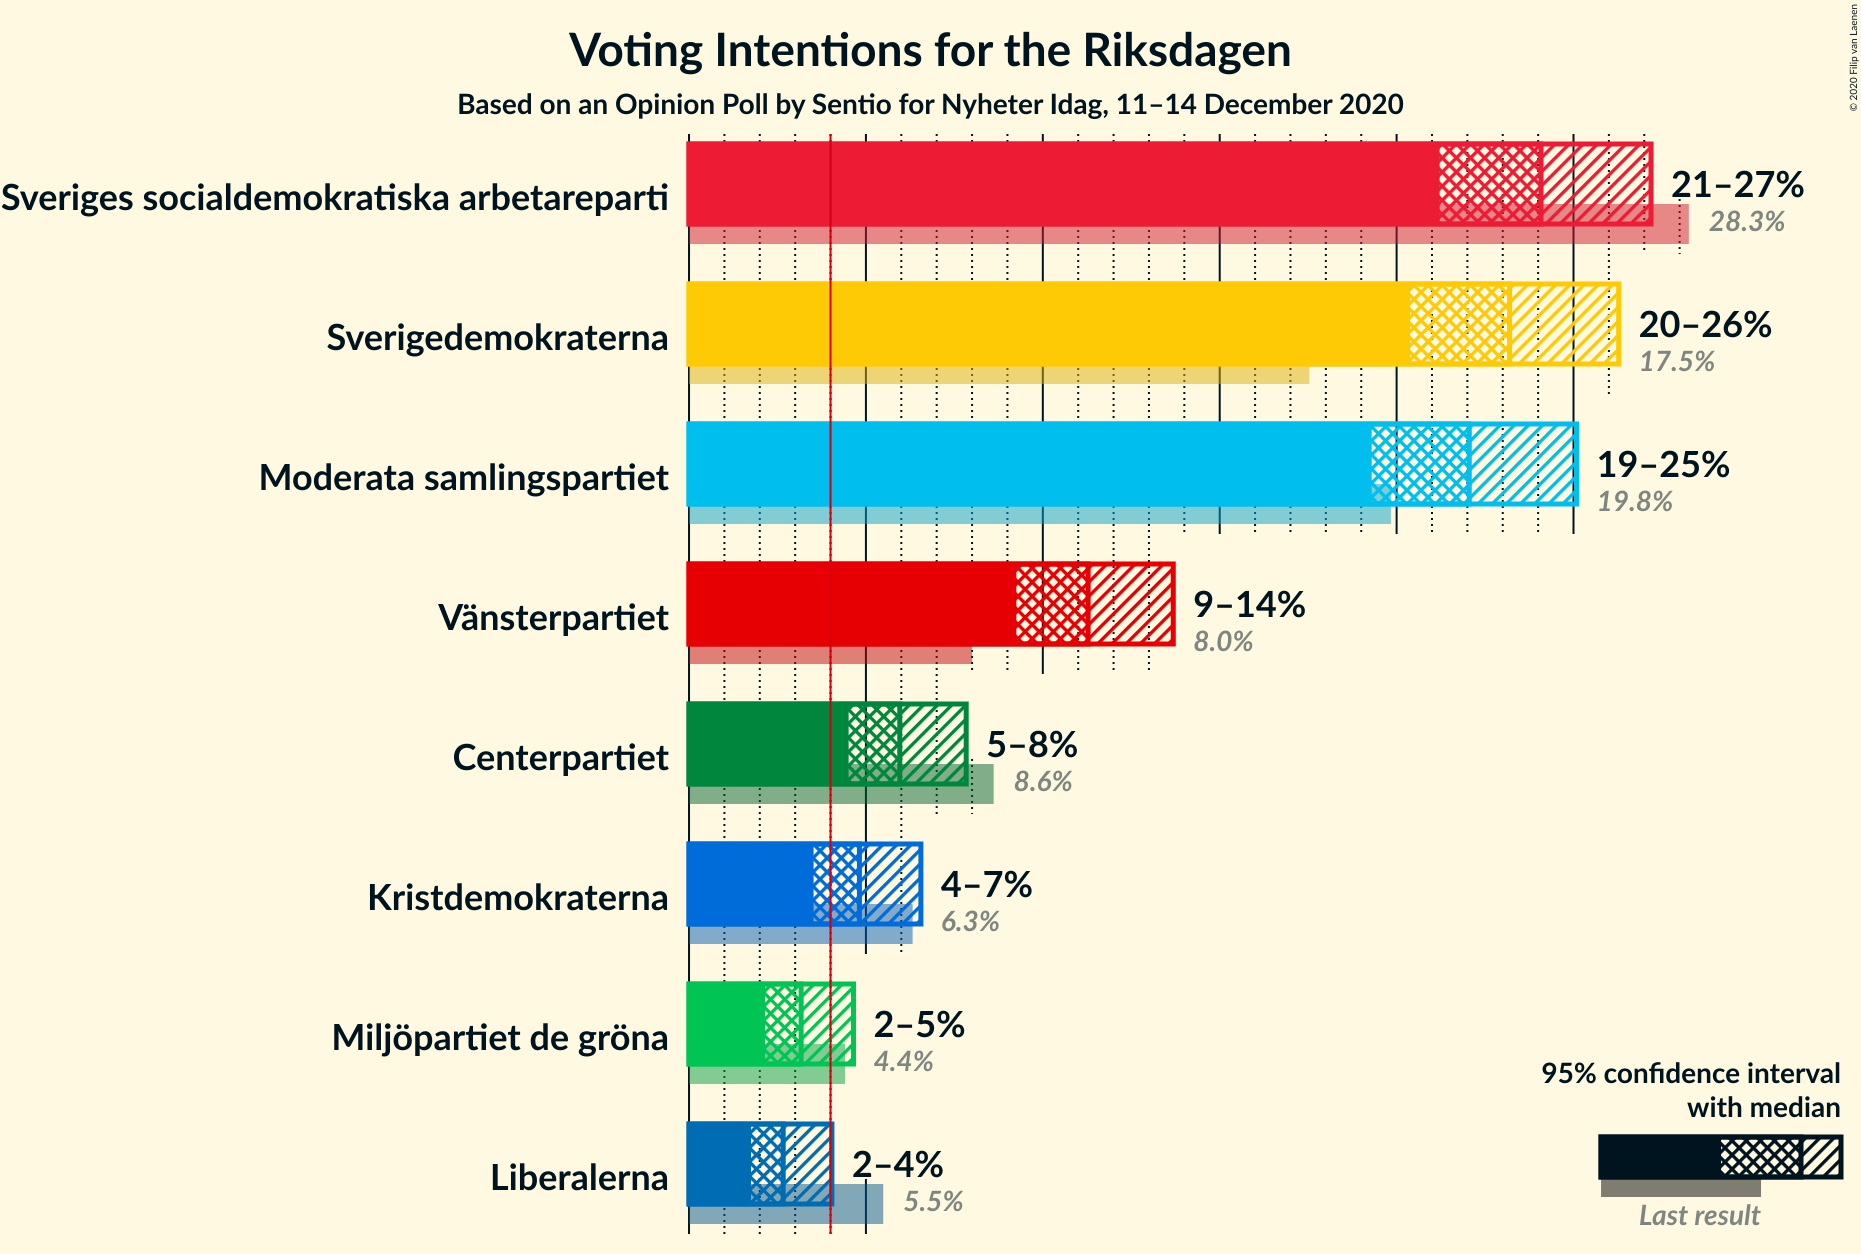 Voting Intentions for the Riksdagen
Based on an Opinion Poll by Sentio for Nyheter Idag, 11–14 December 2020
© 2020 Filip van Laenen
Sveriges socialdemokratiska arbetareparti
21–27%
28.3%
Sverigedemokraterna
20–26%
17.5%
Moderata samlingspartiet
19–25%
19.8%
Vänsterpartiet
9–14%
8.0%
Centerpartiet
5–8%
8.6%
Kristdemokraterna
4–7%
6.3%
Miljöpartiet de gröna
2–5%
4.4%
Liberalerna
2–4%
5.5%
95% confidence interval
with median
Last result